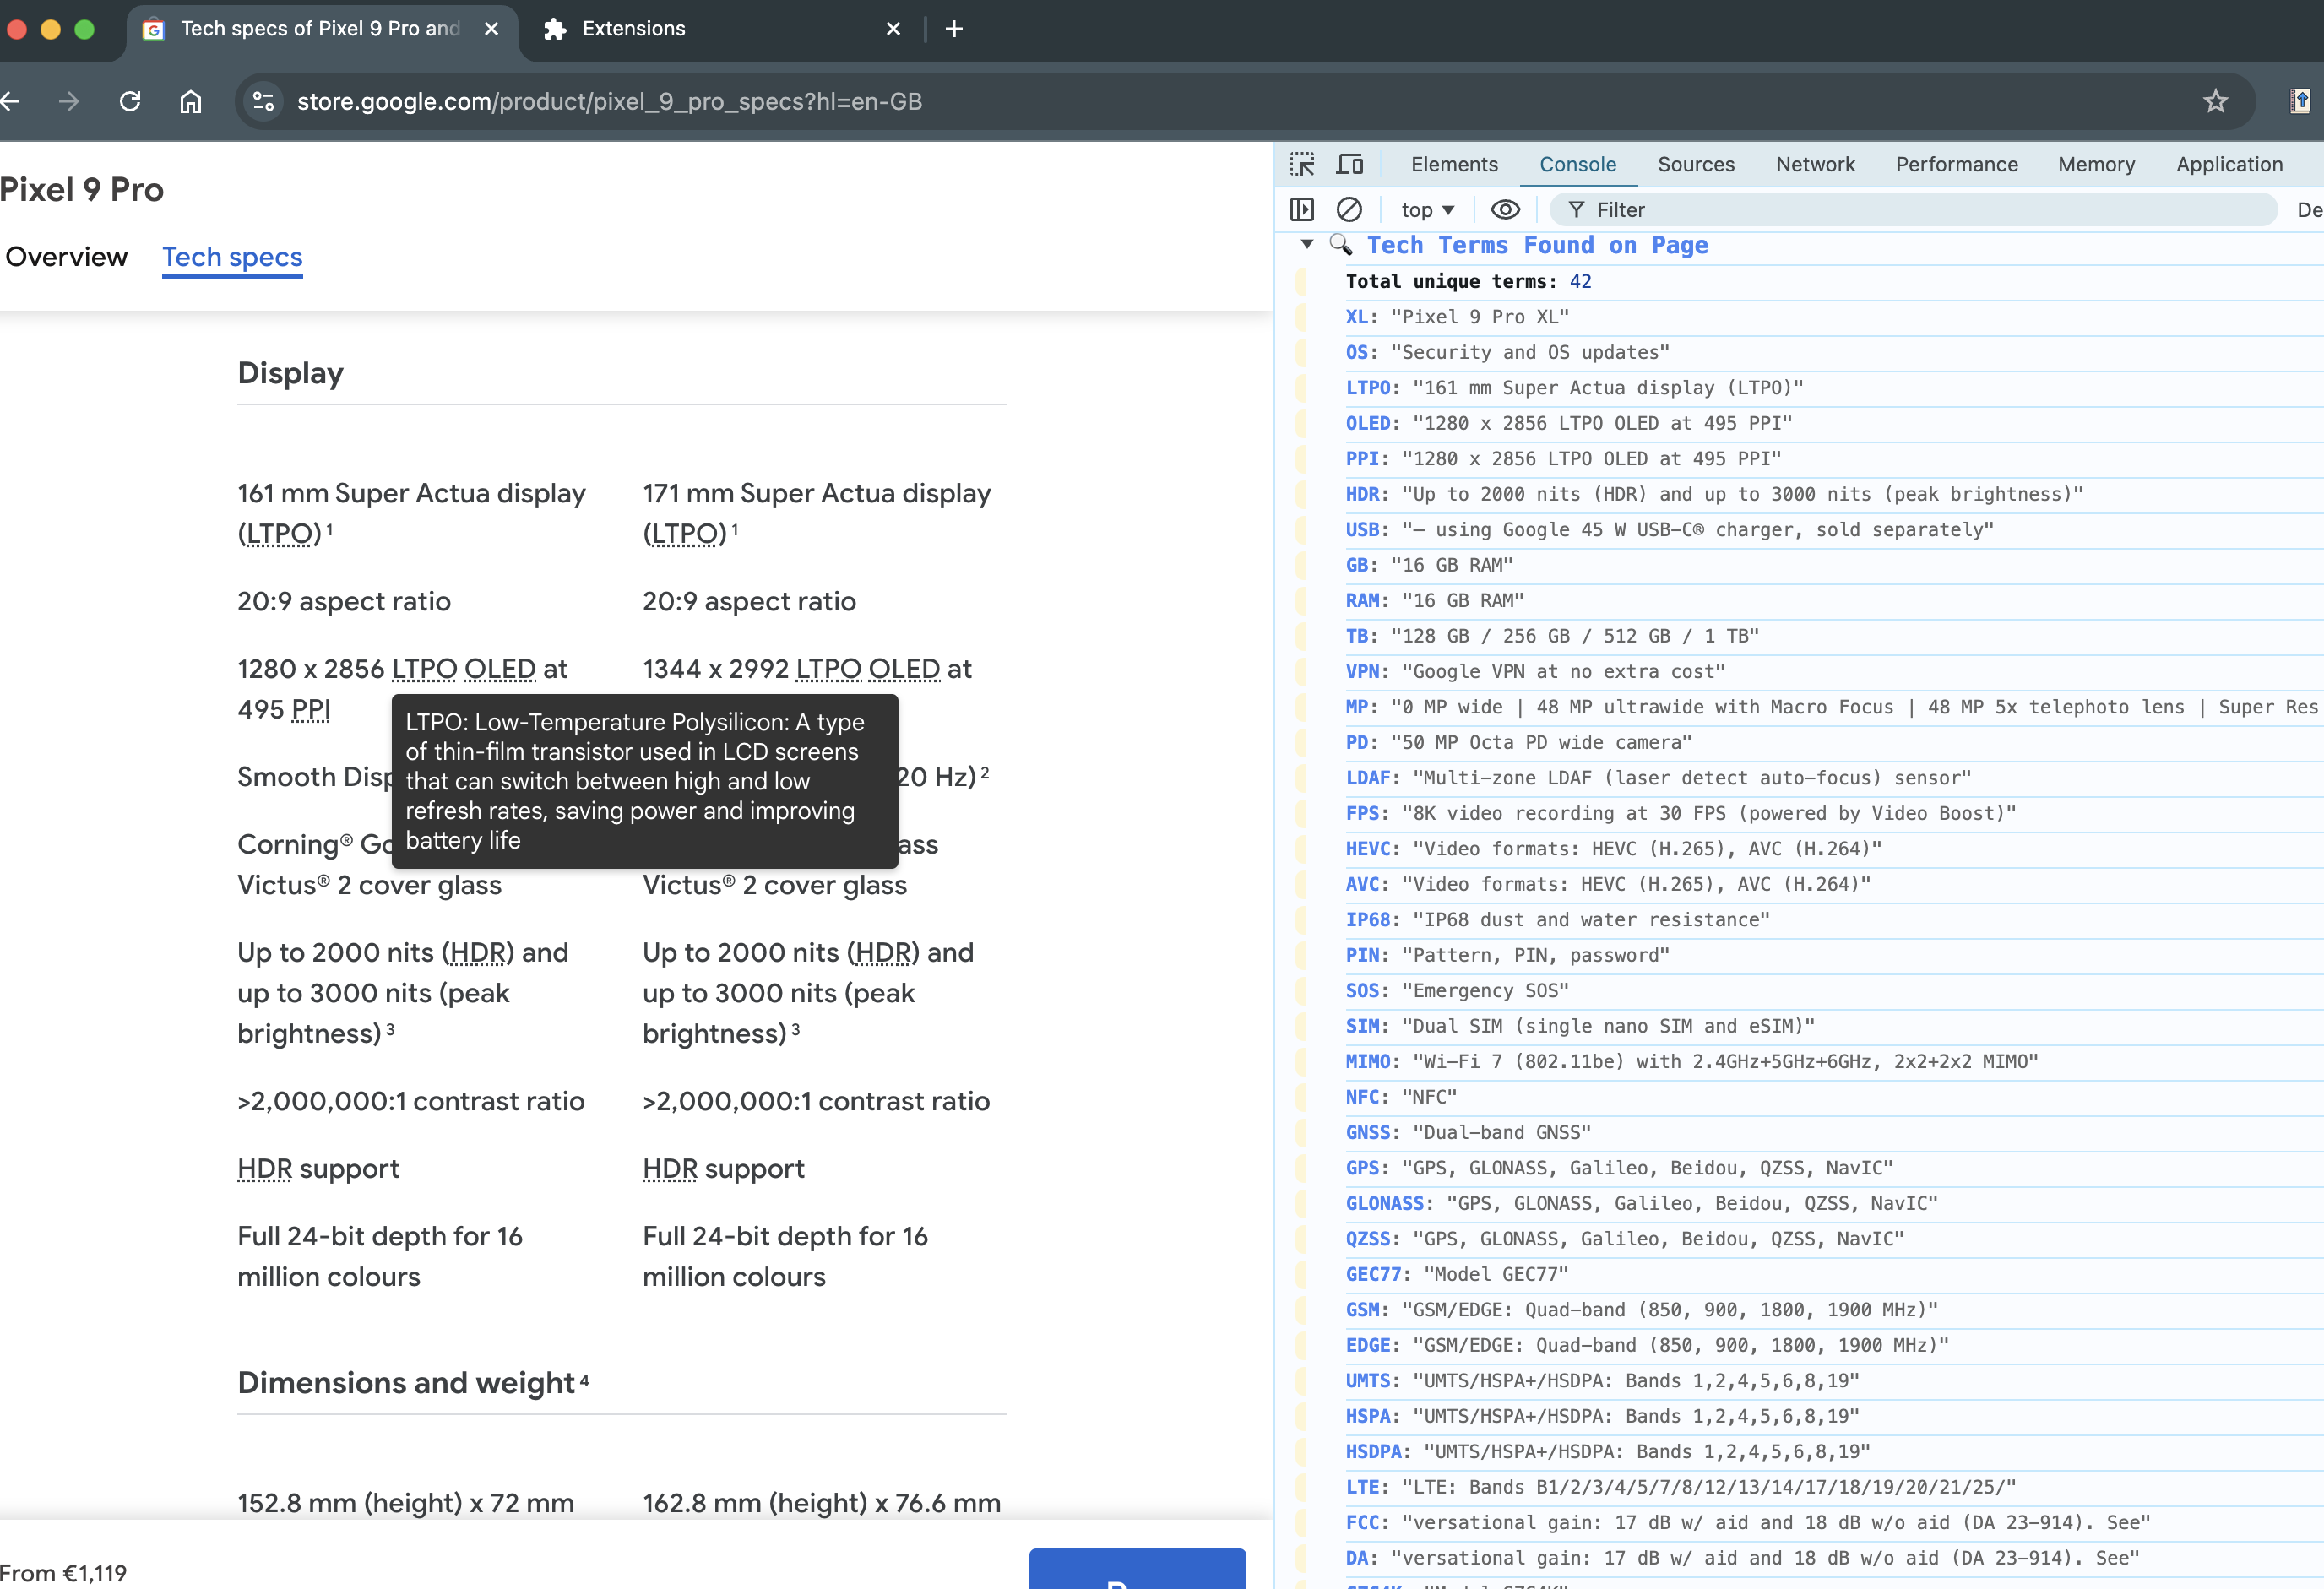 Tech specs of Pixel 9 Pro and
Extensions
store.google.com/product/pixel_9_pro_specs?hl=en-GB
Pixel 9 Pro
Overview
Tech specs
Display
161 mm Super Actua display
(LTPO) 1
171 mm Super Actua display
(LTPO) 1
20:9 aspect ratio
20:9 aspect ratio
1280 x 2856 LTPO OLED at
495 PPI
1344 x 2992 LTPO OLED at
LTPO: Low-Temperature Polysilicon: A type
of thin-film transistor used in LCD screens
that can switch between high and low
refresh rates, saving power and improving
battery life
Smooth Disp
20 Hz) 2
Corning® Go
Victus® 2 cover glass
ass
Victus® 2 cover glass
Up to 2000 nits (HDR) and
up to 3000 nits (peak
brightness) 3
Up to 2000 nits (HDR) and
up to 3000 nits (peak
brightness) 3
>2,000,000:1 contrast ratio
>2,000,000:1 contrast ratio
HDR support
HDR support
Full 24-bit depth for 16
million colours
Full 24-bit depth for 16
million colours
Dimensions and weight 4
152.8 mm (height) x 72 mm
162.8 mm (height) x 76.6 mm
From €1,119
Elements
Console
Sources
Network
Performance
Memory
Application
top
Filter
De
Tech Terms Found on Page
Total unique terms: 42
XL: "Pixel 9 Pro XL"
OS: "Security and OS updates"
LTPO: "161 mm Super Actua display (LTPO)"
OLED: "1280 x 2856 LTPO OLED at 495 PPI"
PPI: "1280 x 2856 LTPO OLED at 495 PPI"
HDR: "Up to 2000 nits (HDR) and up to 3000 nits (peak brightness)"
USB: "– using Google 45 W USB-C® charger, sold separately"
GB: "16 GB RAM"
RAM: "16 GB RAM"
TB: "128 GB / 256 GB / 512 GB / 1 TB"
VPN: "Google VPN at no extra cost"
MP: "0 MP wide | 48 MP ultrawide with Macro Focus | 48 MP 5x telephoto lens | Super Res
PD: "50 MP Octa PD wide camera"
LDAF: "Multi-zone LDAF (laser detect auto-focus) sensor"
FPS: "8K video recording at 30 FPS (powered by Video Boost)"
HEVC: "Video formats: HEVC (H.265), AVC (H.264)"
AVC: "Video formats: HEVC (H.265), AVC (H.264)"
IP68: "IP68 dust and water resistance"
PIN: "Pattern, PIN, password"
SOS: "Emergency SOS"
SIM: "Dual SIM (single nano SIM and eSIM)"
MIMO: "Wi-Fi 7 (802.11be) with 2.4GHz+5GHz+6GHz, 2x2+2x2 MIMO"
NFC: "NFC"
GNSS: "Dual-band GNSS"
GPS: "GPS, GLONASS, Galileo, Beidou, QZSS, NavIC"
GLONASS: "GPS, GLONASS, Galileo, Beidou, QZSS, NavIC"
QZSS: "GPS, GLONASS, Galileo, Beidou, QZSS, NavIC"
GEC77: "Model GEC77"
GSM: "GSM/EDGE: Quad-band (850, 900, 1800, 1900 MHz)"
EDGE: "GSM/EDGE: Quad-band (850, 900, 1800, 1900 MHz)"
UMTS: "UMTS/HSPA+/HSDPA: Bands 1,2,4,5,6,8,19"
HSPA: "UMTS/HSPA+/HSDPA: Bands 1,2,4,5,6,8,19"
HSDPA: "UMTS/HSPA+/HSDPA: Bands 1,2,4,5,6,8,19"
LTE: "LTE: Bands B1/2/3/4/5/7/8/12/13/14/17/18/19/20/21/25/"
FCC: "versational gain: 17 dB w/ aid and 18 dB w/o aid (DA 23-914). See"
DA: "versational gain: 17 dB w/ aid and 18 dB w/o aid (DA 23-914). See"